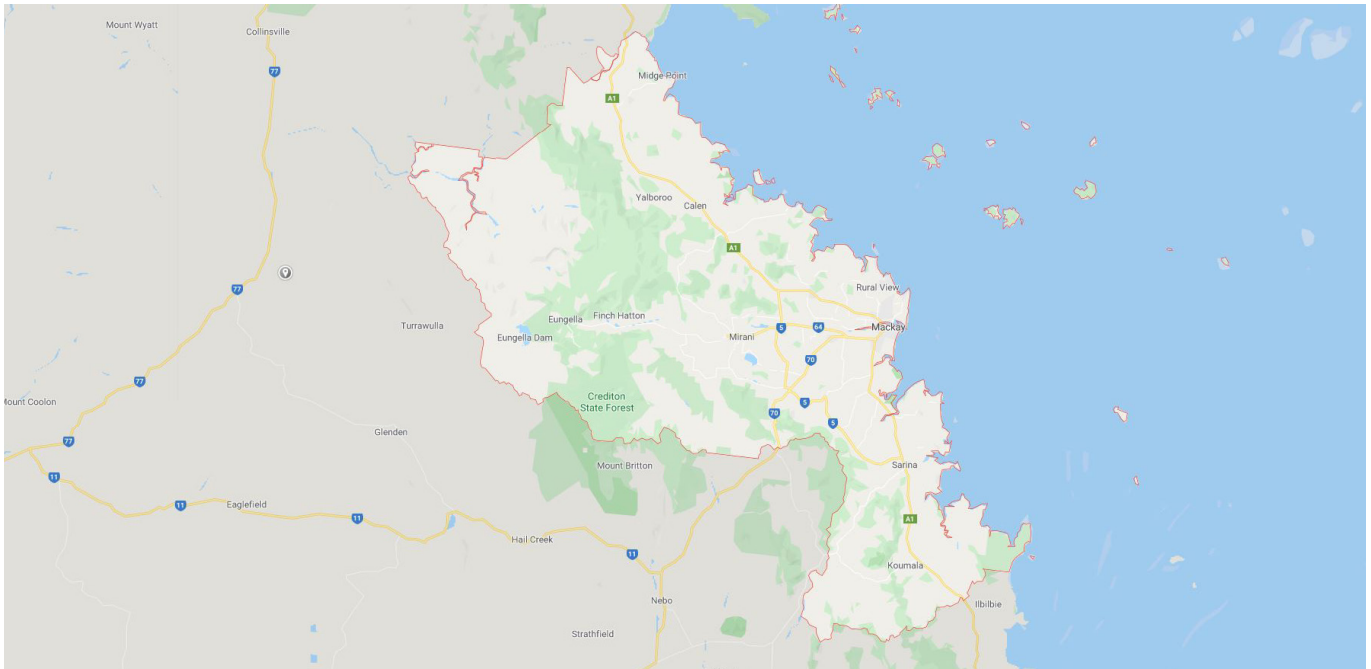 Mount Wyatt
Collinsville
77
Midge Point
A1
Yalboroo
Calen
A1
77
Rural View
Turrawulla
Eungella
Finch Hatton
Eungella Dam
5
64
Mackay
Mirani
70
77
Crediton
State Forest
Mount Coolon
70
5
5
Glenden
77
Mount Britton
Sarina
11
Eaglefield
11
11
A1
Hail Creek
11
Koumala
Nebo
Ilbilbie
Strathfield